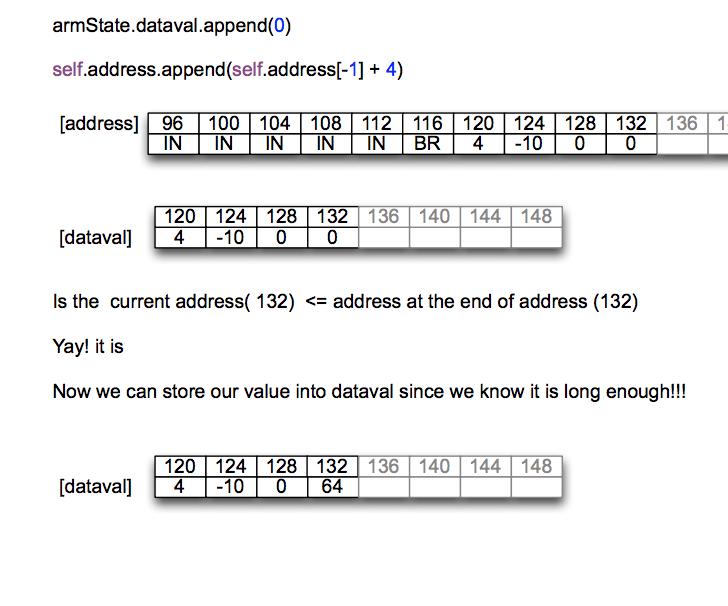 armState.dataval.append(0)
self.address.append(self.address[-1] + 4)
[address] 96 100 104 108 112 116 120 124 128 132 136
IN IN IN IN IN BR 4 -10 0 0
120 124 128 132 136 140 144 148
[dataval] 4 -10 0 0
Is the current address( 132) <= address at the end of address (132)
Yay! it is
Now we can store our value into dataval since we know it is long enough!!!
120 124 128 132 136 140 144 148
[dataval] 4 -10 0 64